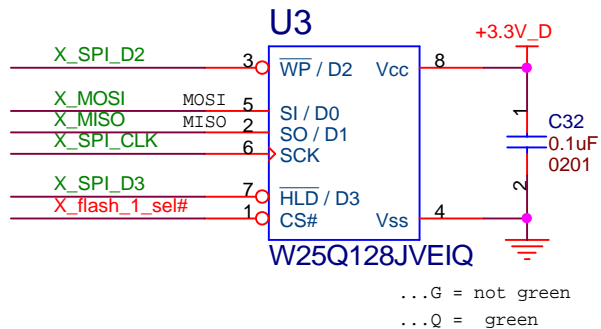 U3
+3.3V_D
X_SPI_D2
3
WP / D2
Vcc
8
X_MOSI
MOSI
5
SI / D0
1
C32
X_MISO
MISO
2
SO / D1
0.1uF
X_SPI_CLK
6
SCK
0201
X_SPI_D3
7
HLD / D3
2
X_flash_1_sel#
1
CS#
Vss
4
W25Q128JVEIQ
...G = not green
...Q = green